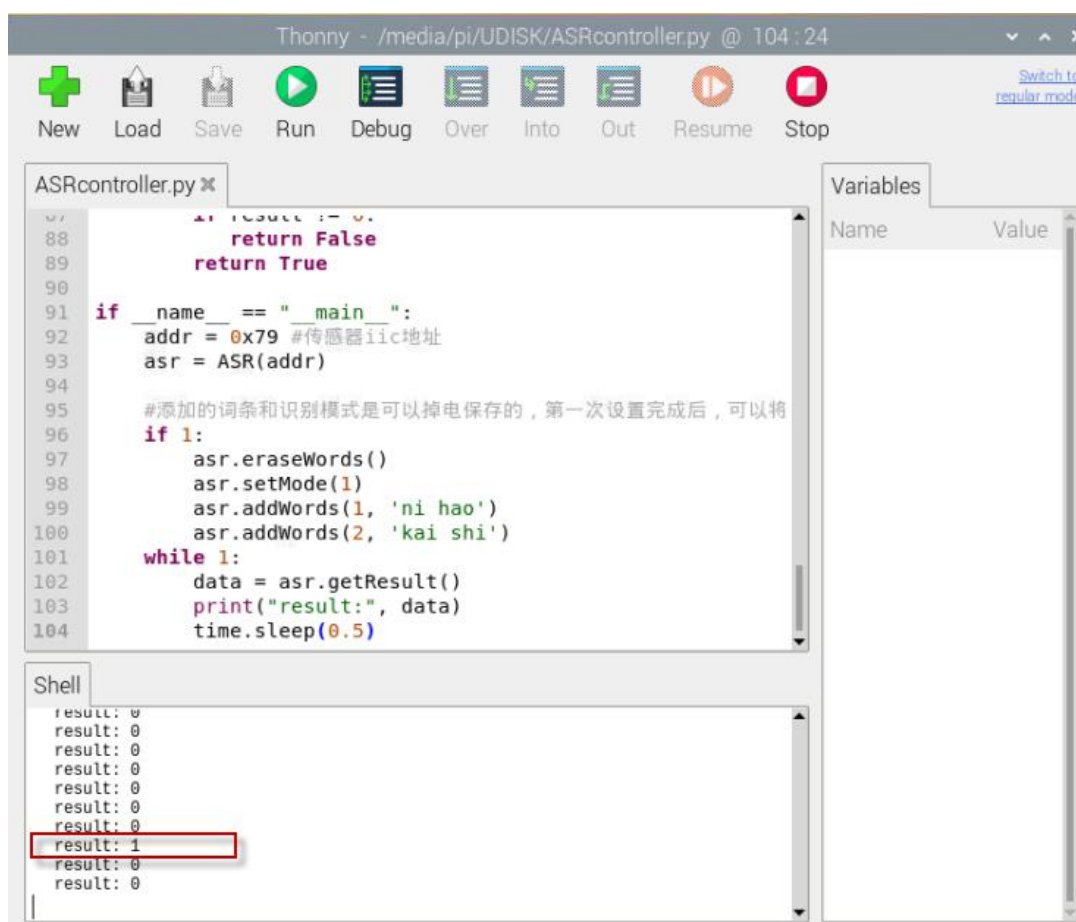 Thonny - /media/pi/UDISK/ASRcontroller.py @ 104:24
Switch to
regular mode
New Load Save Run Debug Over Into Out Resume Stop
ASRcontroller.py
87 if result != 0:
88 return False
89 return True
90
91 if __name__ == "__main__":
92 addr = 0x79 #传感器iic地址
93 asr = ASR(addr)
94
95 #添加的词条和识别模式是可以掉电保存的，第一次设置完成后，可以将
96 if 1:
97 asr.eraseWords()
98 asr.setMode(1)
99 asr.addWords(1, 'ni hao')
100 asr.addWords(2, 'kai shi')
101 while 1:
102 data = asr.getResult()
103 print("result:", data)
104 time.sleep(0.5)
Variables
Name Value
Shell
result: 0
result: 0
result: 0
result: 0
result: 0
result: 0
result: 0
result: 1
result: 0
result: 0